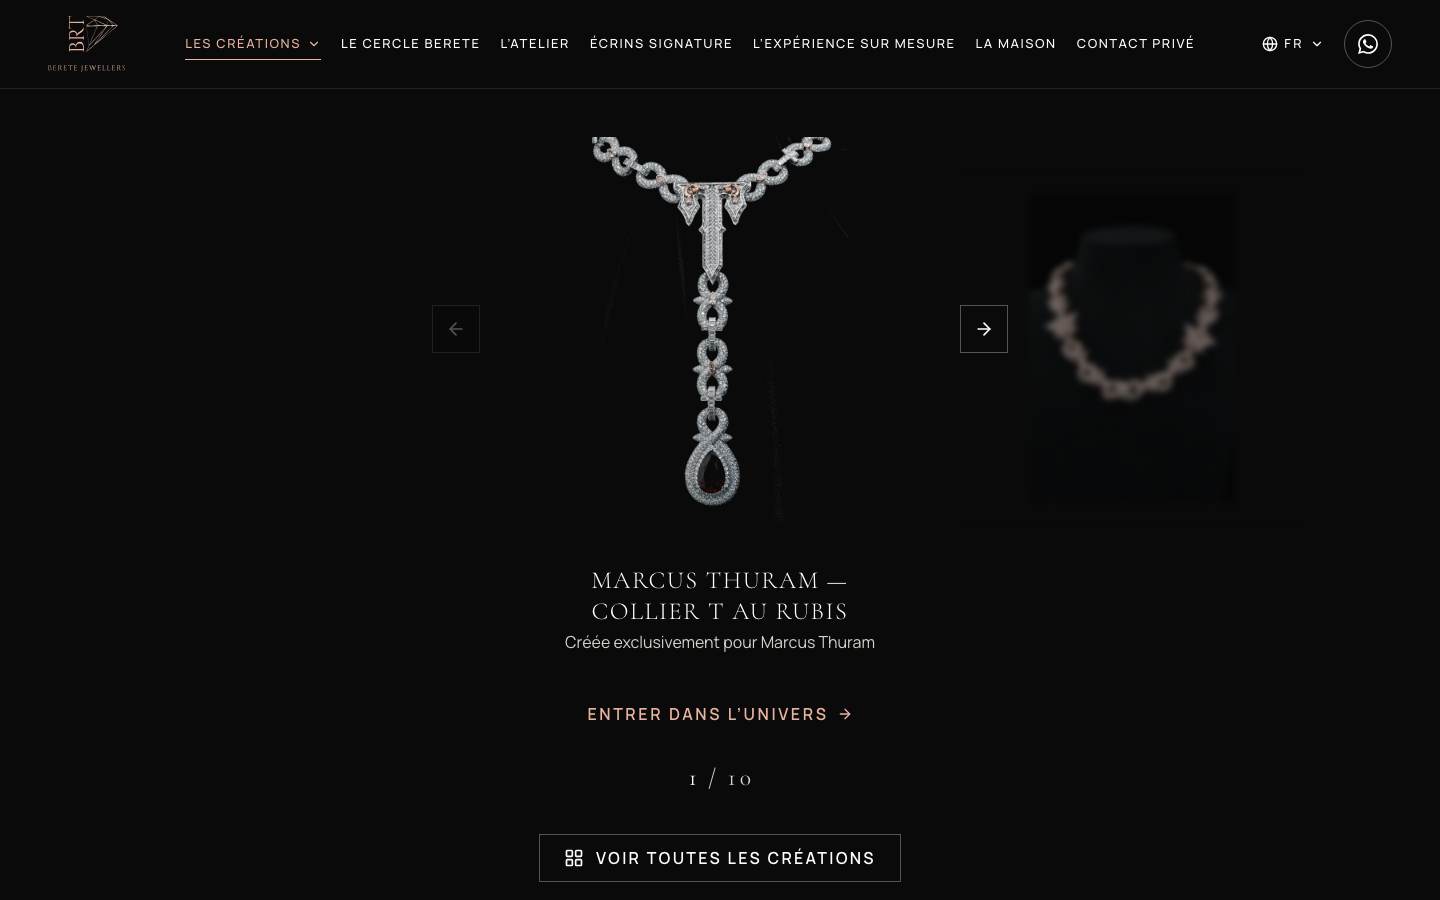 BRT
BERETE JEWELLERS
LES CRÉATIONS
LE CERCLE BERETE
L'ATELIER
ÉCRINS SIGNATURE
L'EXPÉRIENCE SUR MESURE
LA MAISON
CONTACT PRIVÉ
FR
MARCUS THURAM —
COLLIER T AU RUBIS
Créée exclusivement pour Marcus Thuram
ENTRER DANS L’UNIVERS
1 / 10
VOIR TOUTES LES CRÉATIONS